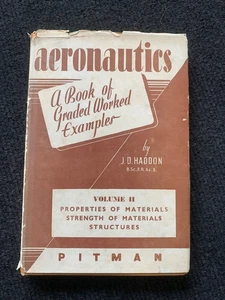 aeronautics
A Book of
Graded Worked
Examples
by
J. D. HADDON
VOLUME II
PROPERTIES OF MATERIALS
STRENGTH OF MATERIALS
STRUCTURES
PITMAN